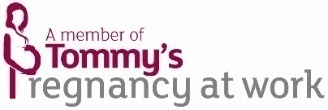 A member of
Tommy's
Pregnancy at work